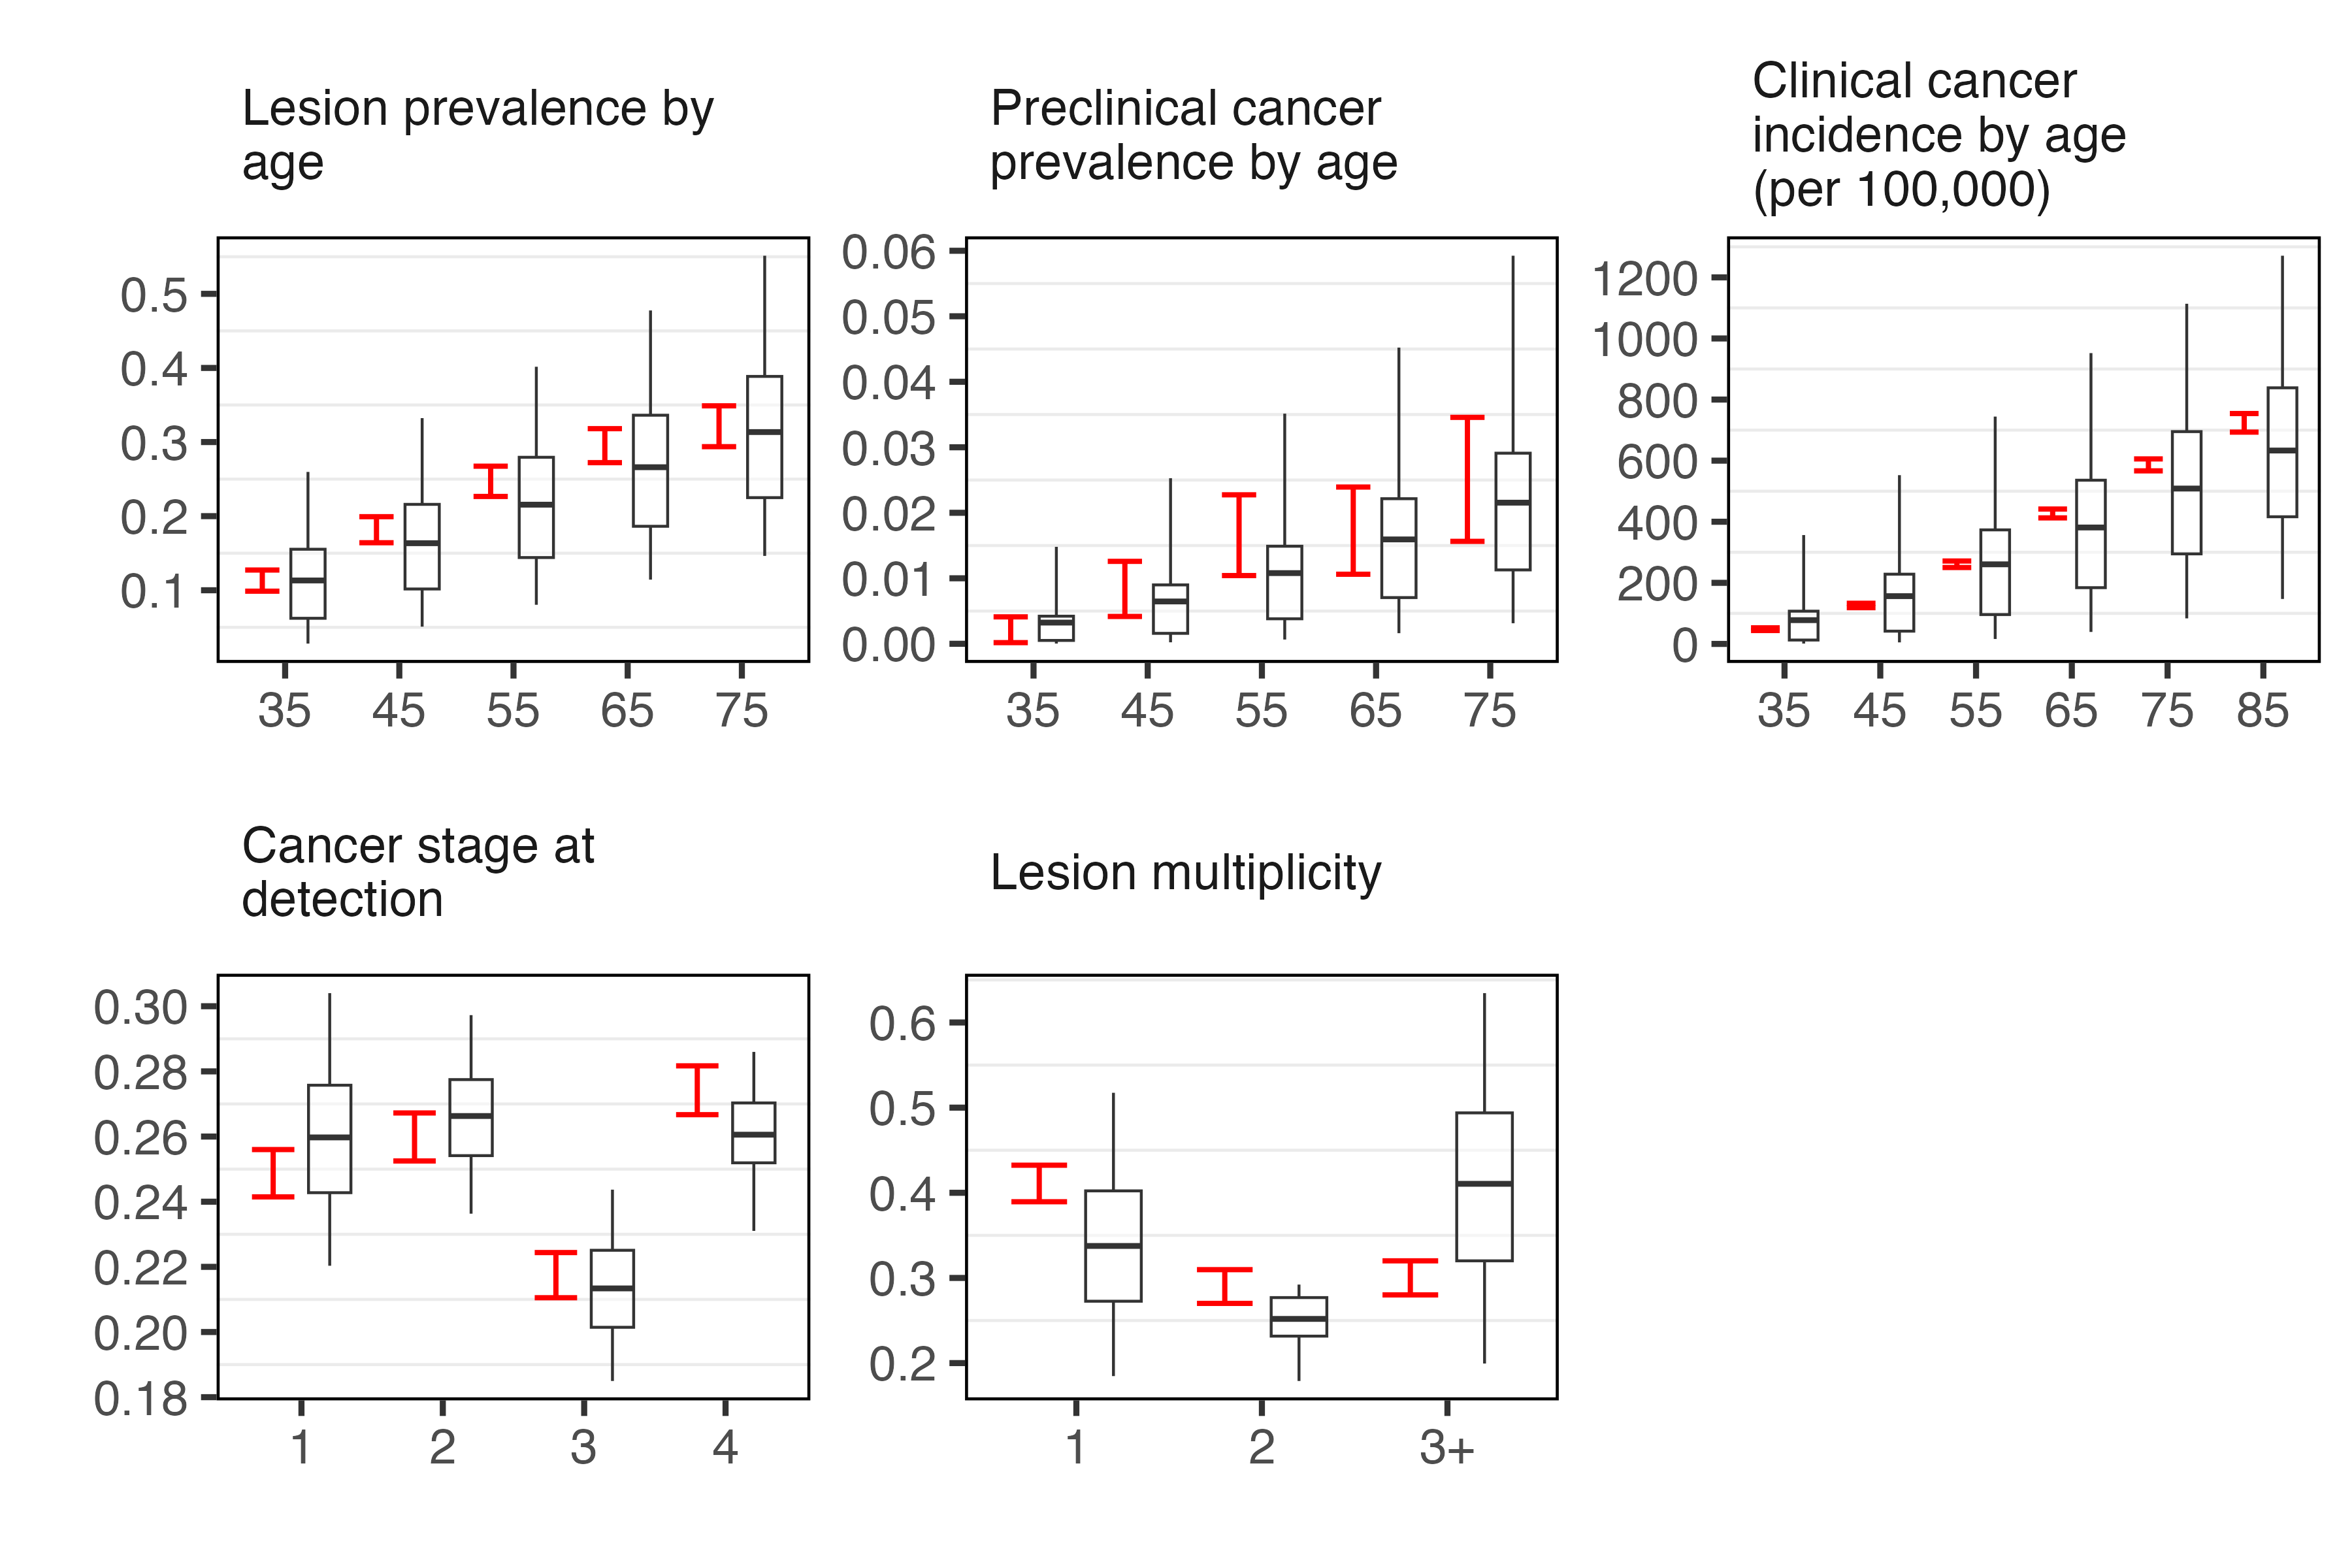 Lesion prevalence by
age
0.5
0.4
0.3
0.2
0.1
35 45 55 65 75
Preclinical cancer
prevalence by age
0.06
0.05
0.04
0.03
0.02
0.01
0.00
35 45 55 65 75
Clinical cancer
incidence by age
(per 100,000)
1200
1000
800
600
400
200
0
35 45 55 65 75 85
Cancer stage at
detection
0.30
0.28
0.26
0.24
0.22
0.20
0.18
1 2 3 4
Lesion multiplicity
0.6
0.5
0.4
0.3
0.2
1 2 3+